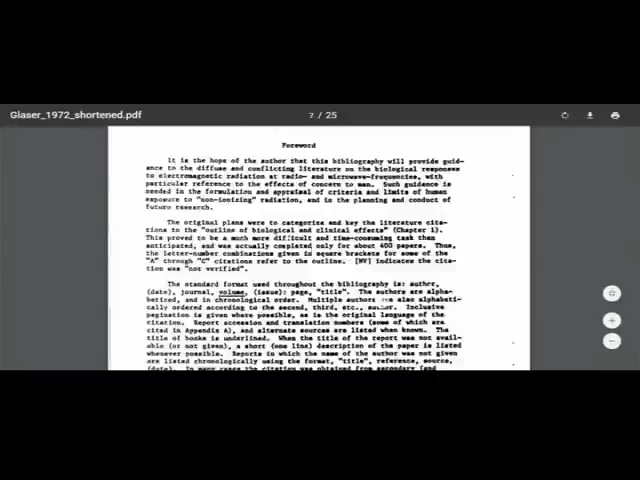 Glaser_1972_shortened.pdf
7 / 25
Foreword
It is the hope of the author that this bibliography will provide guid-
ance to the diffuse and conflicting literature on the biological responses
to electromagnetic radiation at radio- and microwave-frequencies, with
particular reference to the effects of concern to man. Such guidance is
needed in the formulation and appraisal of criteria and limits of human
exposure to "non-ionizing" radiation, and in the planning and conduct of
future research.
The original plans were to categorize and key the literature cita-
tions to the "outline of biological and clinical effects" (Chapter 1).
This proved to be a much more difficult and time-consuming task than
anticipated, and was actually completed only for about 400 papers. Thus,
the letter-number combinations given in square brackets for some of the
"A" through "C" citations refer to the outline. [NV] indicates the cita-
tion was "not verified".
The standard format used throughout the bibliography is: author,
(date), journal, volume, (issue): page, "title". The authors are alpha-
betized, and in chronological order. Multiple authors are also alphabeti-
cally ordered according to the second, third, etc., author. Inclusive
pagination is given where possible, as is the original language of the
citation. Report accession and translation numbers (some of which are
cited in Appendix A), and alternate sources are listed when known. The
title of books is underlined. When the title of the report was not avail-
able (or not given), a short (one line) description of the paper is listed
whenever possible. Reports in which the name of the author was not given
are listed chronologically using the format, "title", reference, source,
(date). In many cases the citation was obtained from secondary (and